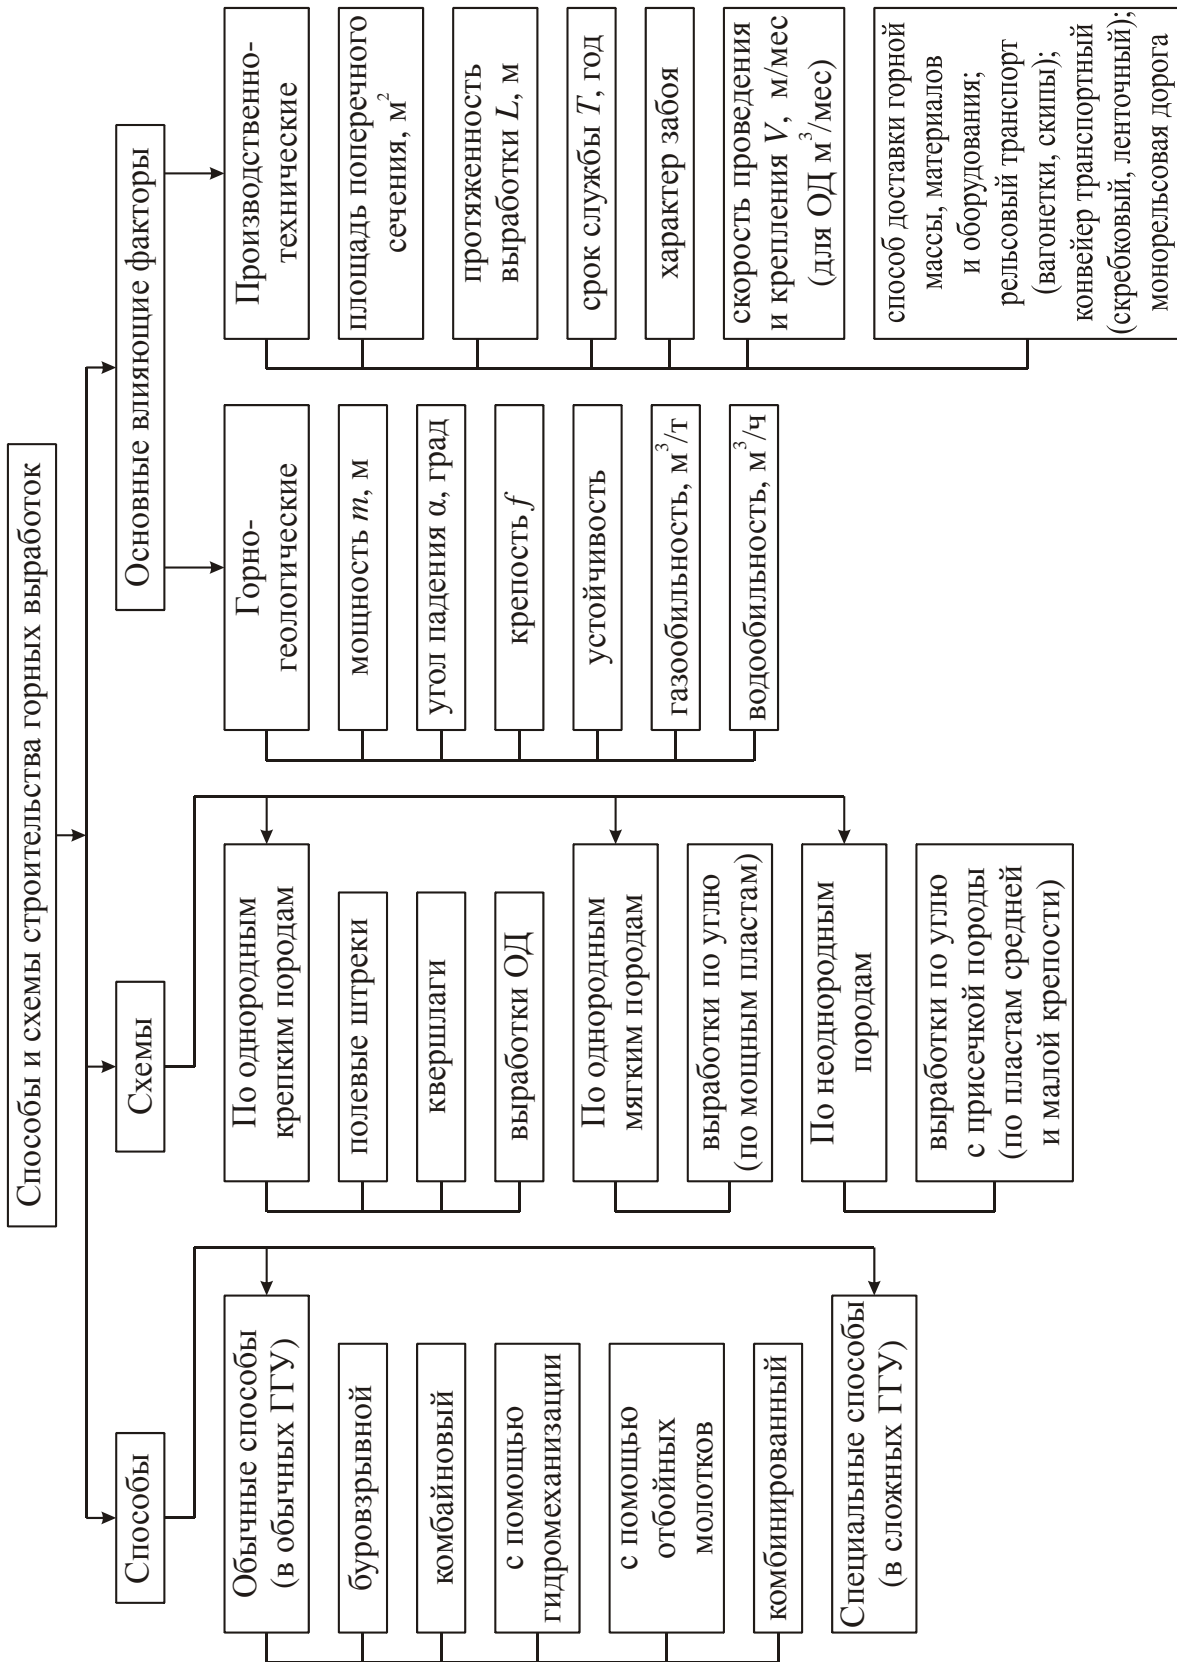 Способы и схемы строительства горных выработок
Способы
Обычные способы
(в обычных ГГУ)
буровзрывной
комбайновый
с помощью
гидромеханизации
с помощью
отбойных
молотков
комбинированный
Специальные способы
(в сложных ГГУ)
Схемы
По однородным
крепким породам
полевые штреки
квершлаги
выработки ОД
По однородным
мягким породам
выработки по углю
(по мощным пластам)
По неоднородным
породам
выработки по углю
с присечкой породы
(по пластам средней
и малой крепости)
Основные влияющие факторы
Горно-
геологические
мощность m, м
угол падения α, град
крепость f
устойчивость
газообильность, м³/т
водообильность, м³/ч
Производственно-
технические
площадь поперечного
сечения, м²
протяженность
выработки L, м
срок службы T, год
характер забоя
скорость проведения
и крепления V, м/мес
(для ОД м³/мес)
способ доставки горной
массы, материалов
и оборудования;
рельсовый транспорт
(вагонетки, скипы);
конвейер транспортный
(скребковый, ленточный);
монорельсовая дорога